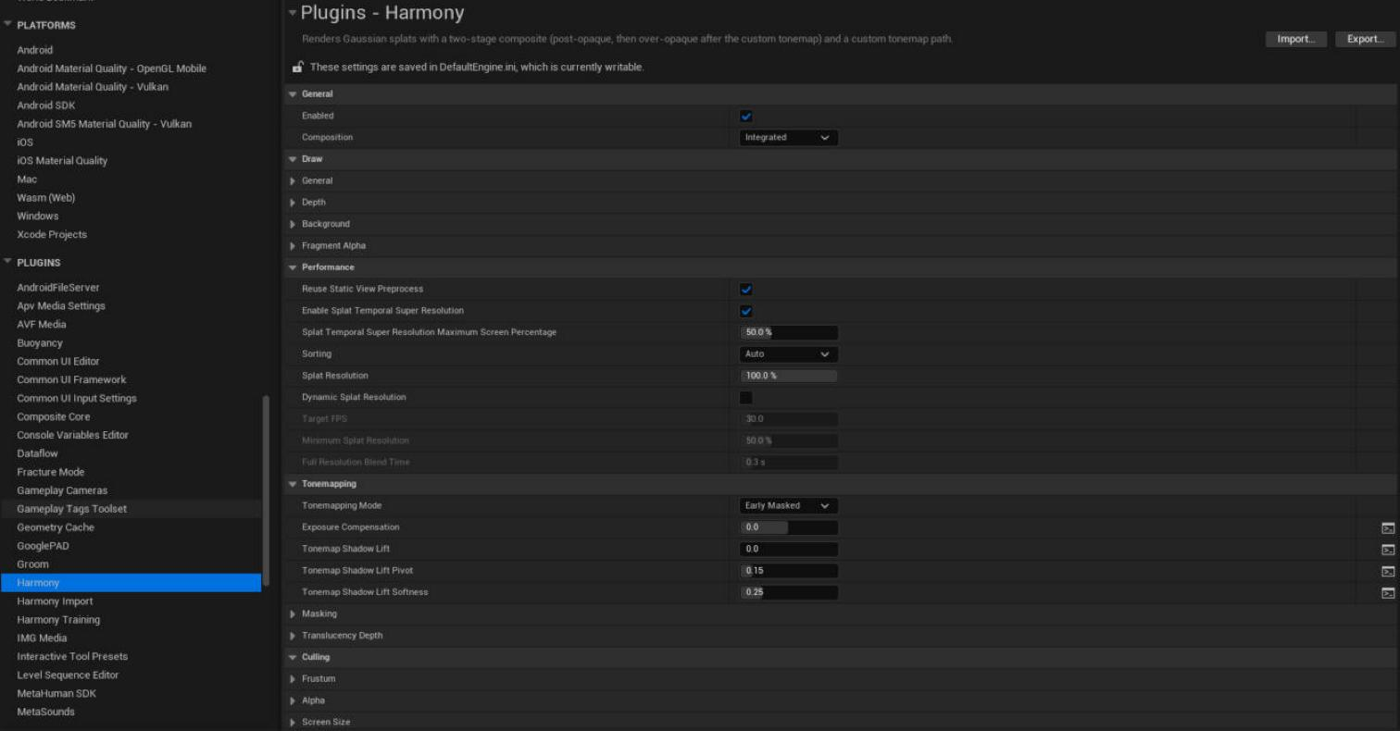 PLATFORMS
Android
Android Material Quality - OpenGL Mobile
Android Material Quality - Vulkan
Android SDK
Android SM5 Material Quality - Vulkan
iOS
iOS Material Quality
Mac
Wasm (Web)
Windows
Xcode Projects
PLUGINS
AndroidFileServer
Apv Media Settings
AVF Media
Buoyancy
Common UI Editor
Common UI Framework
Common UI Input Settings
Composite Core
Console Variables Editor
Dataflow
Fracture Mode
Gameplay Cameras
Gameplay Tags Toolset
Geometry Cache
GooglePAD
Groom
Harmony
Harmony Import
Harmony Training
IMG Media
Interactive Tool Presets
Level Sequence Editor
MetaHuman SDK
MetaSounds
Plugins - Harmony
Renders Gaussian splats with a two-stage composite (post-opaque, then over-opaque after the custom tonemap) and a custom tonemap path.
Import... Export...
These settings are saved in DefaultEngine.ini, which is currently writable.
General
Enabled
Composition Integrated
Draw
General
Depth
Background
Fragment Alpha
Performance
Reuse Static View Preprocess
Enable Splat Temporal Super Resolution
Splat Temporal Super Resolution Maximum Screen Percentage 50.0 %
Sorting Auto
Splat Resolution 100.0 %
Dynamic Splat Resolution
Target FPS 30.0
Minimum Splat Resolution 50.0 %
Full Resolution Blend Time 0.3 s
Tonemapping
Tonemapping Mode Early Masked
Exposure Compensation 0.0
Tonemap Shadow Lift 0.0
Tonemap Shadow Lift Pivot 0.15
Tonemap Shadow Lift Softness 0.25
Masking
Translucency Depth
Culling
Frustum
Alpha
Screen Size